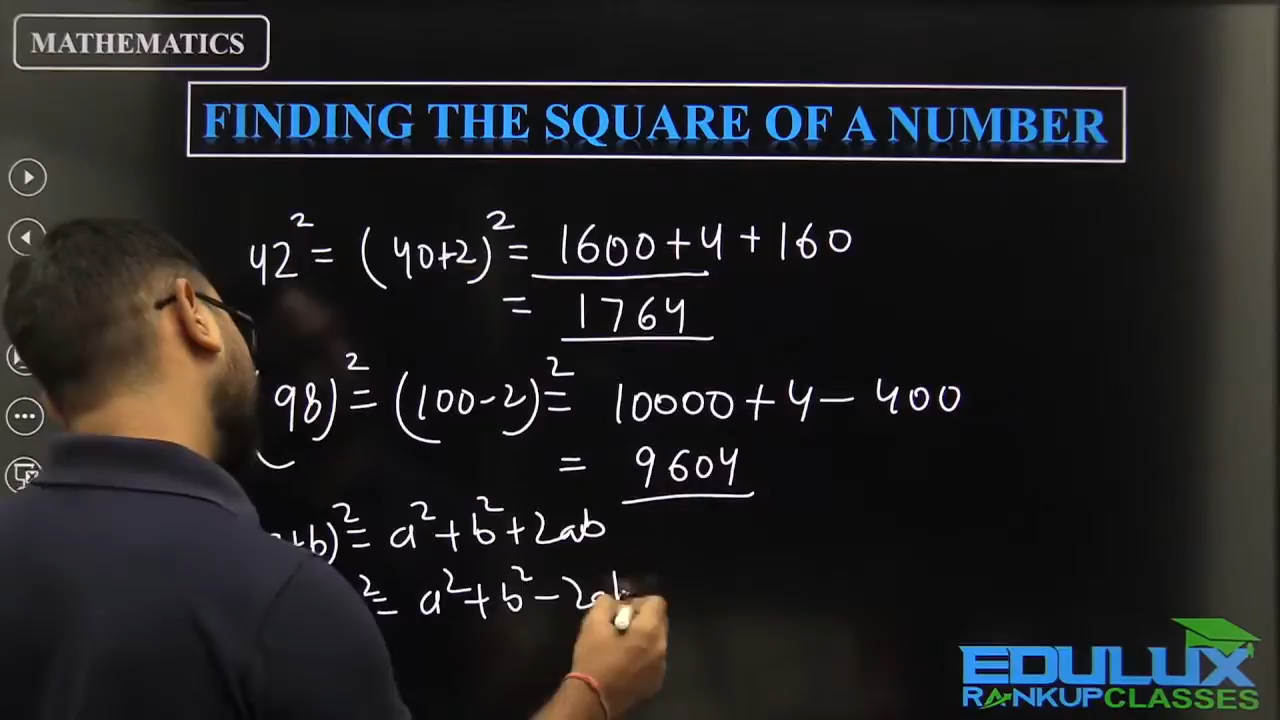 MATHEMATICS
FINDING THE SQUARE OF A NUMBER
42² = (40+2)² = 1600+4+160
= 1764
98)² = (100-2)² = 10000+4-400
= 9604
+b)² = a²+b²+2ab
² = a²+b²-2ab
EDULUX
RANKUPCLASSES